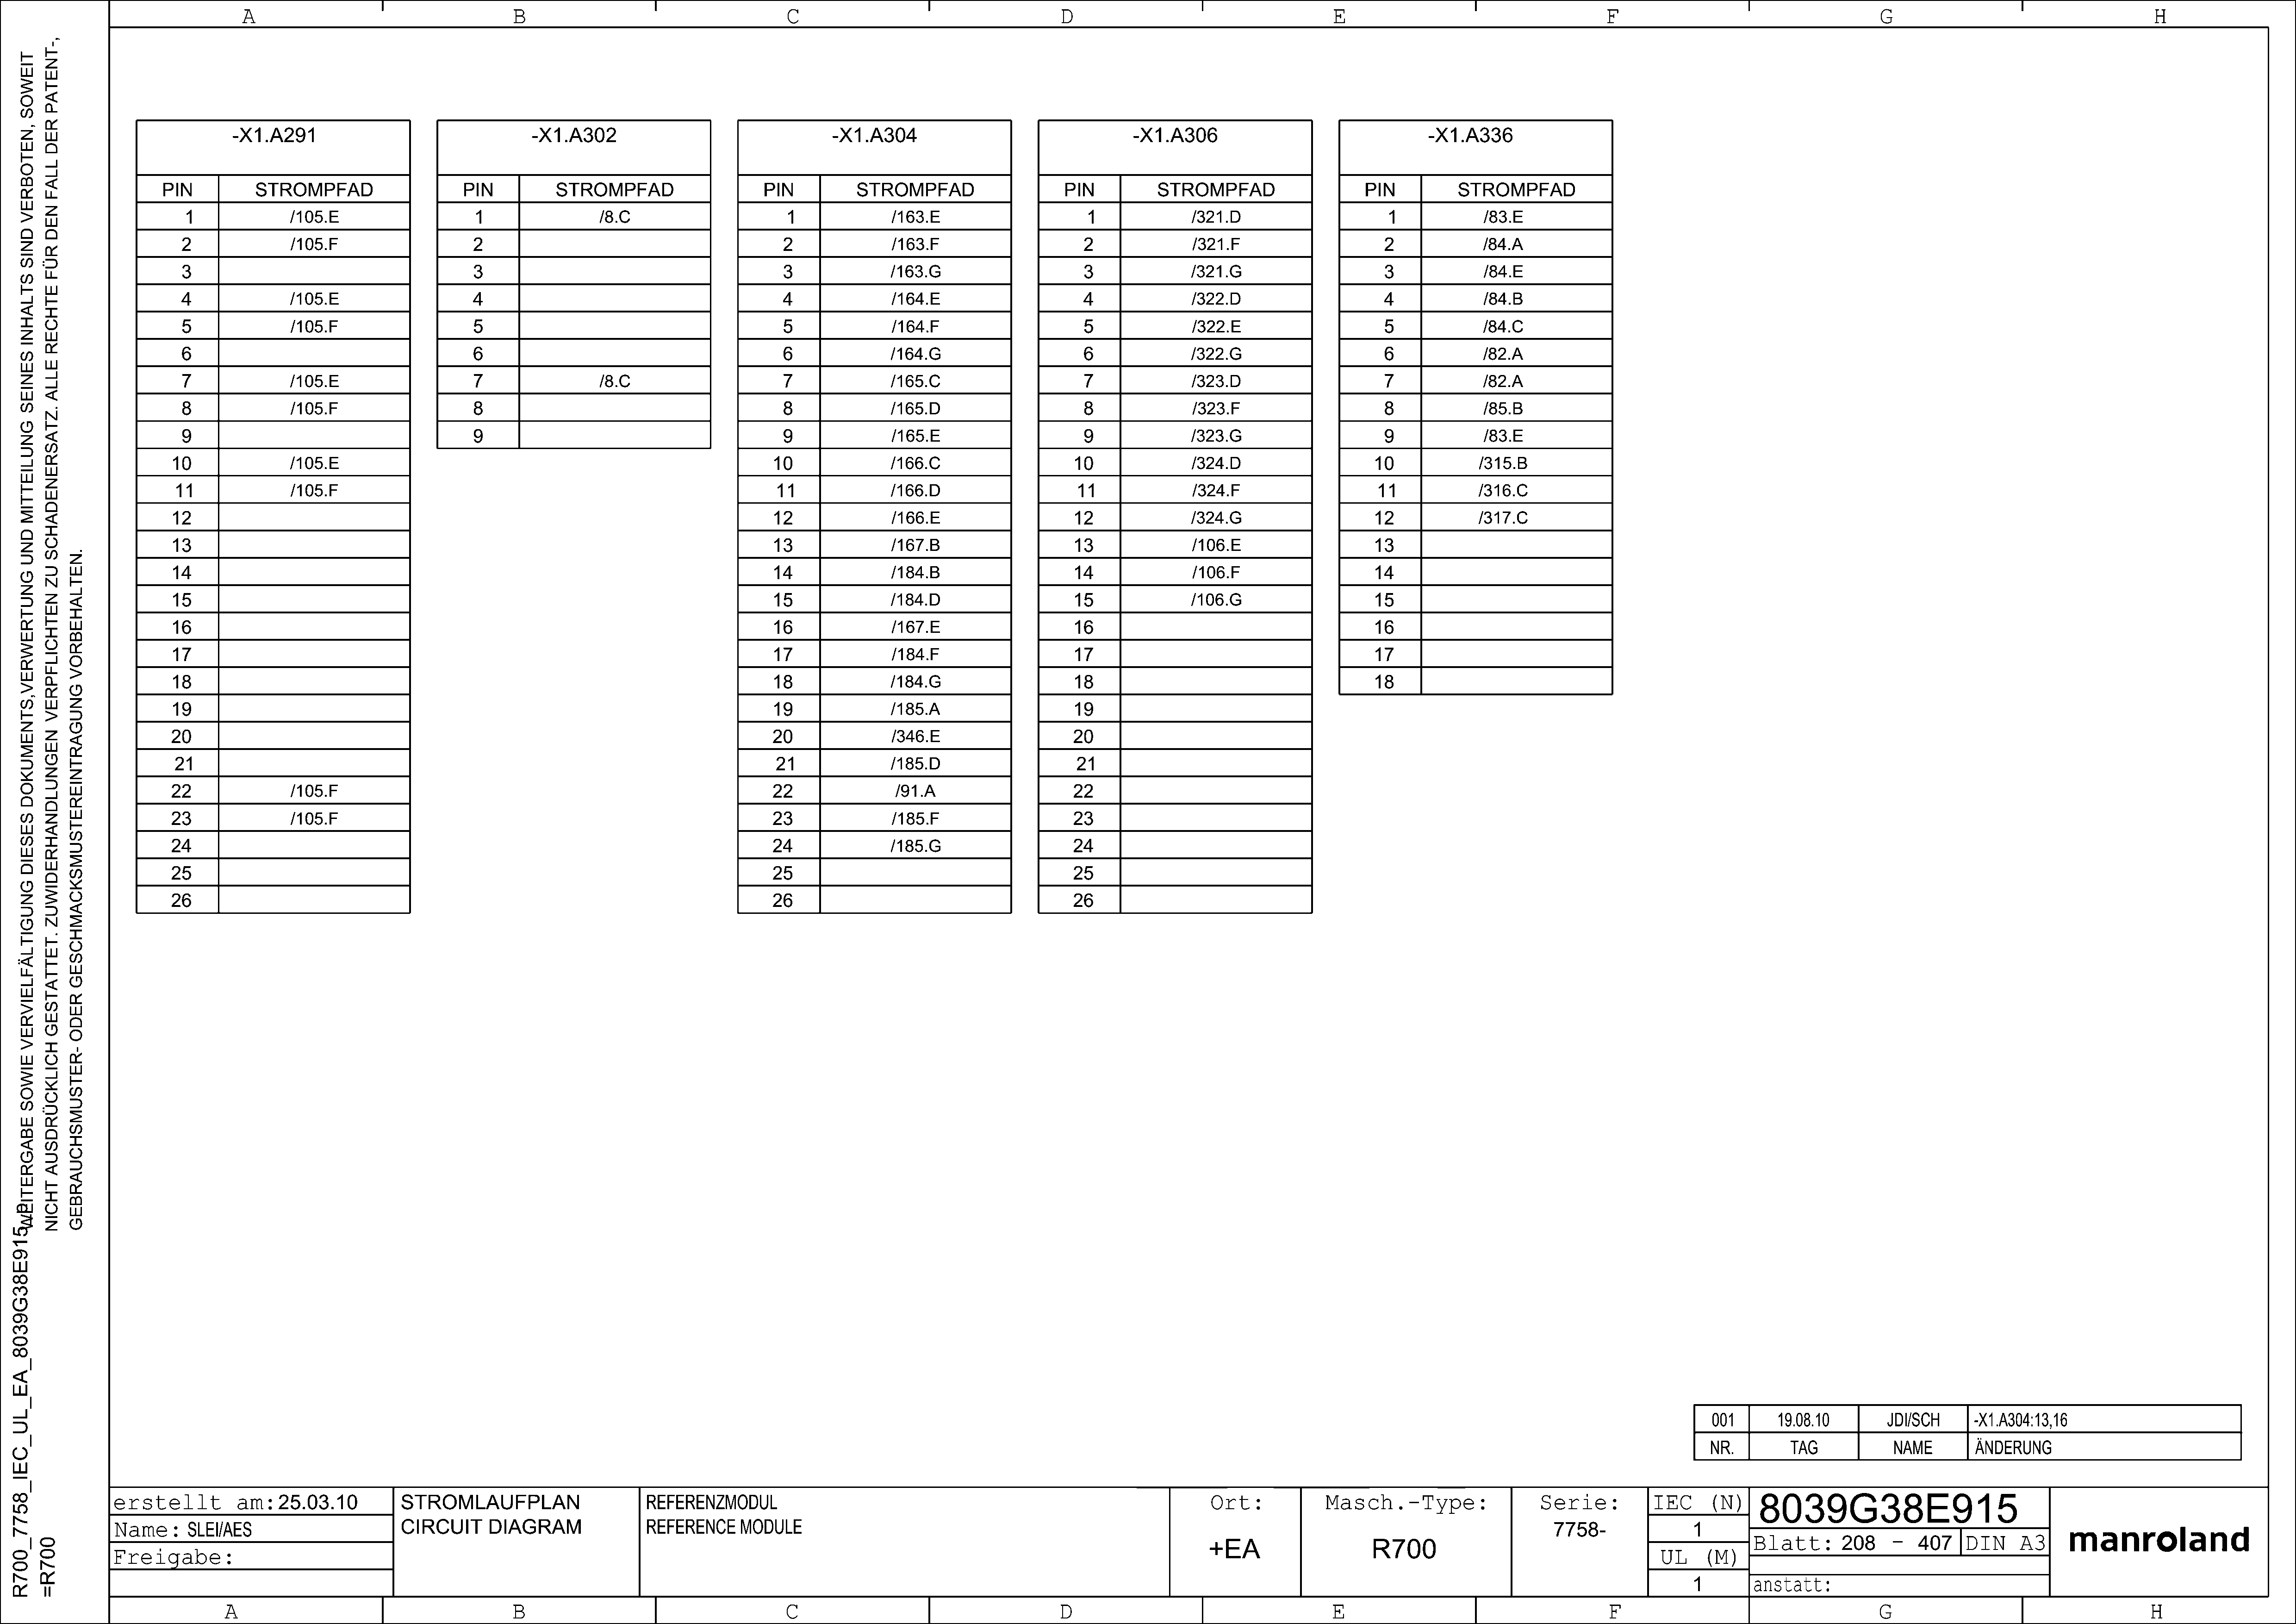 A B C D E F G H
WEITERGABE SOWIE VERVIELFÄLTIGUNG DIESES DOKUMENTS,VERWERTUNG UND MITTEILUNG SEINES INHALTS SIND VERBOTEN, SOWEIT
NICHT AUSDRÜCKLICH GESTATTET. ZUWIDERHANDLUNGEN VERPFLICHTEN ZU SCHADENERSATZ. ALLE RECHTE FÜR DEN FALL DER PATENT-,
GEBRAUCHSMUSTER- ODER GESCHMACKSMUSTEREINTRAGUNG VORBEHALTEN.
=R700
-X1.A291
PIN STROMPFAD
1 /105.E
2 /105.F
3
4 /105.E
5 /105.F
6
7 /105.E
8 /105.F
9
10 /105.E
11 /105.F
12
13
14
15
16
17
18
19
20
21
22 /105.F
23 /105.F
24
25
26
-X1.A302
PIN STROMPFAD
1 /8.C
2
3
4
5
6
7 /8.C
8
9
-X1.A304
PIN STROMPFAD
1 /163.E
2 /163.F
3 /163.G
4 /164.E
5 /164.F
6 /164.G
7 /165.C
8 /165.D
9 /165.E
10 /166.C
11 /166.D
12 /166.E
13 /167.B
14 /184.B
15 /184.D
16 /167.E
17 /184.F
18 /184.G
19 /185.A
20 /346.E
21 /185.D
22 /91.A
23 /185.F
24 /185.G
25
26
-X1.A306
PIN STROMPFAD
1 /321.D
2 /321.F
3 /321.G
4 /322.D
5 /322.E
6 /322.G
7 /323.D
8 /323.F
9 /323.G
10 /324.D
11 /324.F
12 /324.G
13 /106.E
14 /106.F
15 /106.G
16
17
18
19
20
21
22
23
24
25
26
-X1.A336
PIN STROMPFAD
1 /83.E
2 /84.A
3 /84.E
4 /84.B
5 /84.C
6 /82.A
7 /82.A
8 /85.B
9 /83.E
10 /315.B
11 /316.C
12 /317.C
13
14
15
16
17
18
001 19.08.10 JDI/SCH -X1.A304:13,16
NR. TAG NAME ÄNDERUNG
erstellt am: 25.03.10
Name: SLEI/AES
Freigabe:
STROMLAUFPLAN
CIRCUIT DIAGRAM
REFERENZMODUL
REFERENCE MODULE
Ort:
+EA
Masch.-Type:
R700
Serie:
7758-
IEC (N)
1
UL (M)
1
8039G38E915
Blatt: 208 - 407 DIN A3
anstatt:
manroland
A B C D E F G H